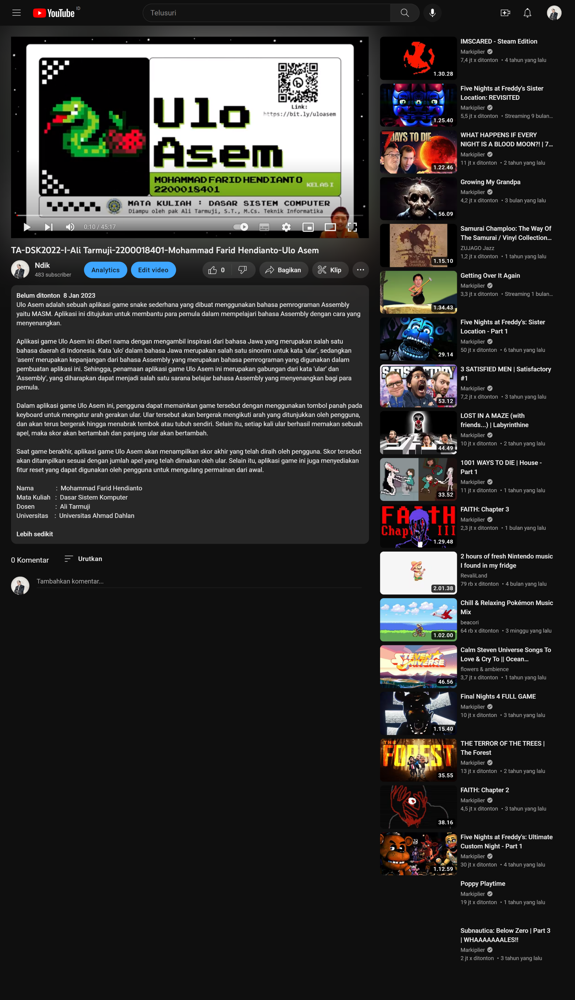 YouTube ID
Telusuri
Ulo
Asem
Link:
https://bit.ly/uloasem
MOHAMMAD FARID HENDIANTO
2200018401
KELAS I
MATA KULIAH : DASAR SISTEM COMPUTER
Diampu oleh pak Ali Tarmuji, S.T., M.Cs. Teknik Informatika
0:10 / 45:17
TA-DSK2022-I-Ali Tarmuji-2200018401-Mohammad Farid Hendianto-Ulo Asem
Ndik
483 subscriber
Analytics
Edit video
0
Bagikan
Klip
Belum ditonton 8 Jan 2023
Ulo Asem adalah sebuah aplikasi game snake sederhana yang dibuat menggunakan bahasa pemrograman Assembly
yaitu MASM. Aplikasi ini ditujukan untuk membantu para pemula dalam mempelajari bahasa Assembly dengan cara yang
menyenangkan.
Aplikasi game Ulo Asem ini diberi nama dengan mengambil inspirasi dari bahasa Jawa yang merupakan salah satu
bahasa daerah di Indonesia. Kata 'ulo' dalam bahasa Jawa merupakan salah satu sinonim untuk kata 'ular', sedangkan
'asem' merupakan kepanjangan dari bahasa Assembly yang merupakan bahasa pemrograman yang digunakan dalam
pembuatan aplikasi ini. Sehingga, penamaan aplikasi game Ulo Asem ini merupakan gabungan dari kata 'ular' dan
'Assembly', yang diharapkan dapat menjadi salah satu sarana belajar bahasa Assembly yang menyenangkan bagi para
pemula.
Dalam aplikasi game Ulo Asem ini, pengguna dapat memainkan game tersebut dengan menggunakan tombol panah pada
keyboard untuk mengatur arah gerakan ular. Ular tersebut akan bergerak mengikuti arah yang ditunjukkan oleh pengguna,
dan akan terus bergerak hingga menabrak tembok atau tubuh sendiri. Selain itu, setiap kali ular berhasil memakan sebuah
apel, maka skor akan bertambah dan panjang ular akan bertambah.
Saat game berakhir, aplikasi game Ulo Asem akan menampilkan skor akhir yang telah diraih oleh pengguna. Skor tersebut
akan ditampilkan sesuai dengan jumlah apel yang telah dimakan oleh ular. Selain itu, aplikasi game ini juga menyediakan
fitur reset yang dapat digunakan oleh pengguna untuk mengulang permainan dari awal.
Nama : Mohammad Farid Hendianto
Mata Kuliah : Dasar Sistem Komputer
Dosen : Ali Tarmuji
Universitas : Universitas Ahmad Dahlan
Lebih sedikit
0 Komentar
Urutkan
Tambahkan komentar...
1.30.28
IMSCARED - Steam Edition
Markiplier
7,4 jt x ditonton • 4 tahun yang lalu
1.25.40
Five Nights at Freddy's Sister
Location: REVISITED
Markiplier
5,5 jt x ditonton • Streaming 9 bulan...
7 DAYS TO DIE
1.22.46
WHAT HAPPENS IF EVERY
NIGHT IS A BLOOD MOON?! | 7...
Markiplier
11 jt x ditonton • 2 tahun yang lalu
56.09
Growing My Grandpa
Markiplier
4,2 jt x ditonton • 3 bulan yang lalu
SAMURAI
CHAMPLOO
1.15.10
Samurai Champloo: The Way Of
The Samurai / Vinyl Collection...
ZUJAGO Jazz
1,2 jt x ditonton • 1 tahun yang lalu
1.34.43
Getting Over It Again
Markiplier
3,3 jt x ditonton • Streaming 1 bulan...
29.14
Five Nights at Freddy's: Sister
Location - Part 1
Markiplier
50 jt x ditonton • 6 tahun yang lalu
53.12
3 SATISFIED MEN | Satisfactory
#1
Markiplier
7,2 jt x ditonton • 3 tahun yang lalu
44.49
LOST IN A MAZE (with
friends...) | Labyrinthine
Markiplier
10 jt x ditonton • 2 tahun yang lalu
33.52
1001 WAYS TO DIE | House -
Part 1
Markiplier
11 jt x ditonton • 1 tahun yang lalu
FAITH
Chap III
1.29.48
FAITH: Chapter 3
Markiplier
2,3 jt x ditonton • 1 bulan yang lalu
2.01.38
2 hours of fresh Nintendo music
I found in my fridge
RevaliLand
79 rb x ditonton • 4 bulan yang lalu
1.02.00
Chill & Relaxing Pokémon Music
Mix
beacori
64 rb x ditonton • 3 minggu yang lalu
STEVEN
UNIVERSE
46.56
Calm Steven Universe Songs To
Love & Cry To || Ocean...
flowers & ambience
3,7 jt x ditonton • 1 tahun yang lalu
1.15.40
Final Nights 4 FULL GAME
Markiplier
10 jt x ditonton • 3 tahun yang lalu
THE
FOREST
35.55
THE TERROR OF THE TREES |
The Forest
Markiplier
13 jt x ditonton • 2 tahun yang lalu
38.16
FAITH: Chapter 2
Markiplier
4,5 jt x ditonton • 3 tahun yang lalu
1.12.59
Five Nights at Freddy's: Ultimate
Custom Night - Part 1
Markiplier
30 jt x ditonton • 4 tahun yang lalu
Poppy Playtime
Markiplier
19 jt x ditonton • 1 tahun yang lalu
Subnautica: Below Zero | Part 3
| WHAAAAAAALES!!
Markiplier
2 jt x ditonton • 3 tahun yang lalu